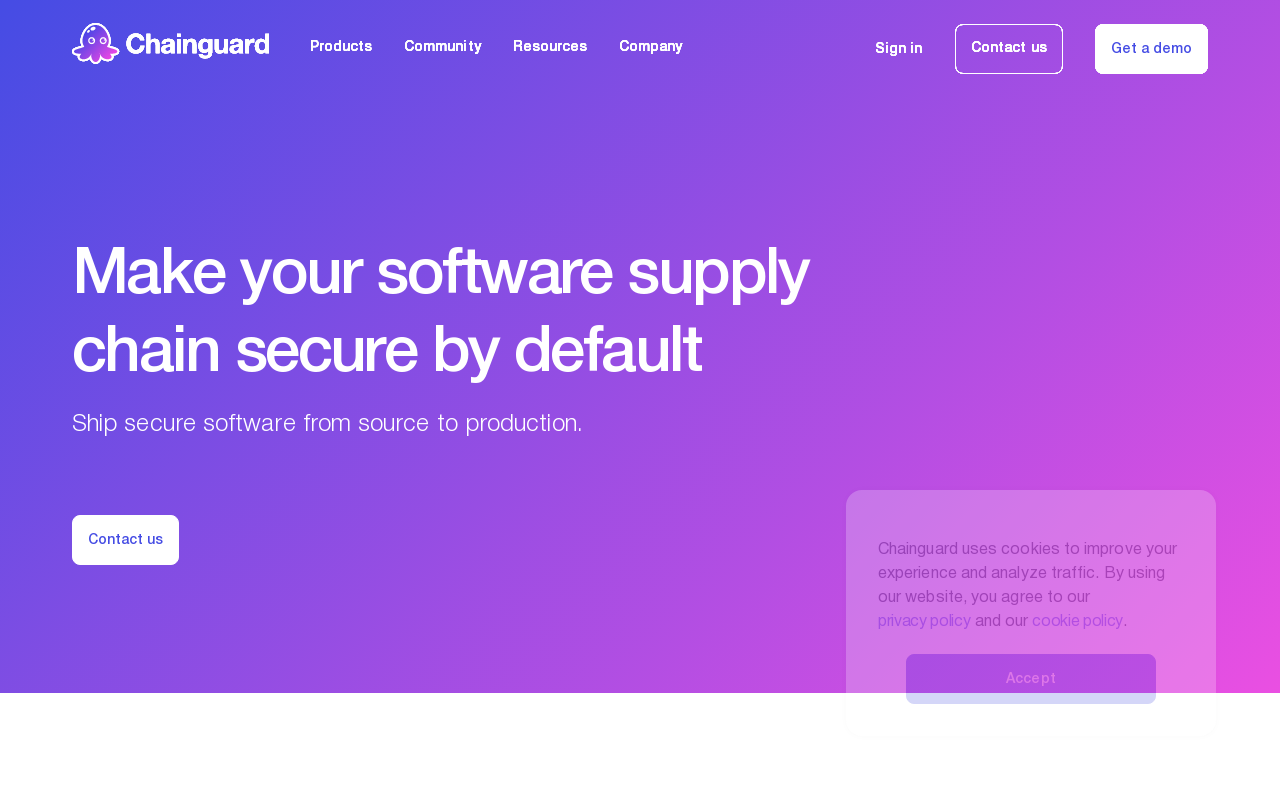 Chainguard
Products
Community
Resources
Company
Sign in
Contact us
Get a demo
Make your software supply
chain secure by default
Ship secure software from source to production.
Contact us
Chainguard uses cookies to improve your
experience and analyze traffic. By using
our website, you agree to our
privacy policy and our cookie policy.
Accept